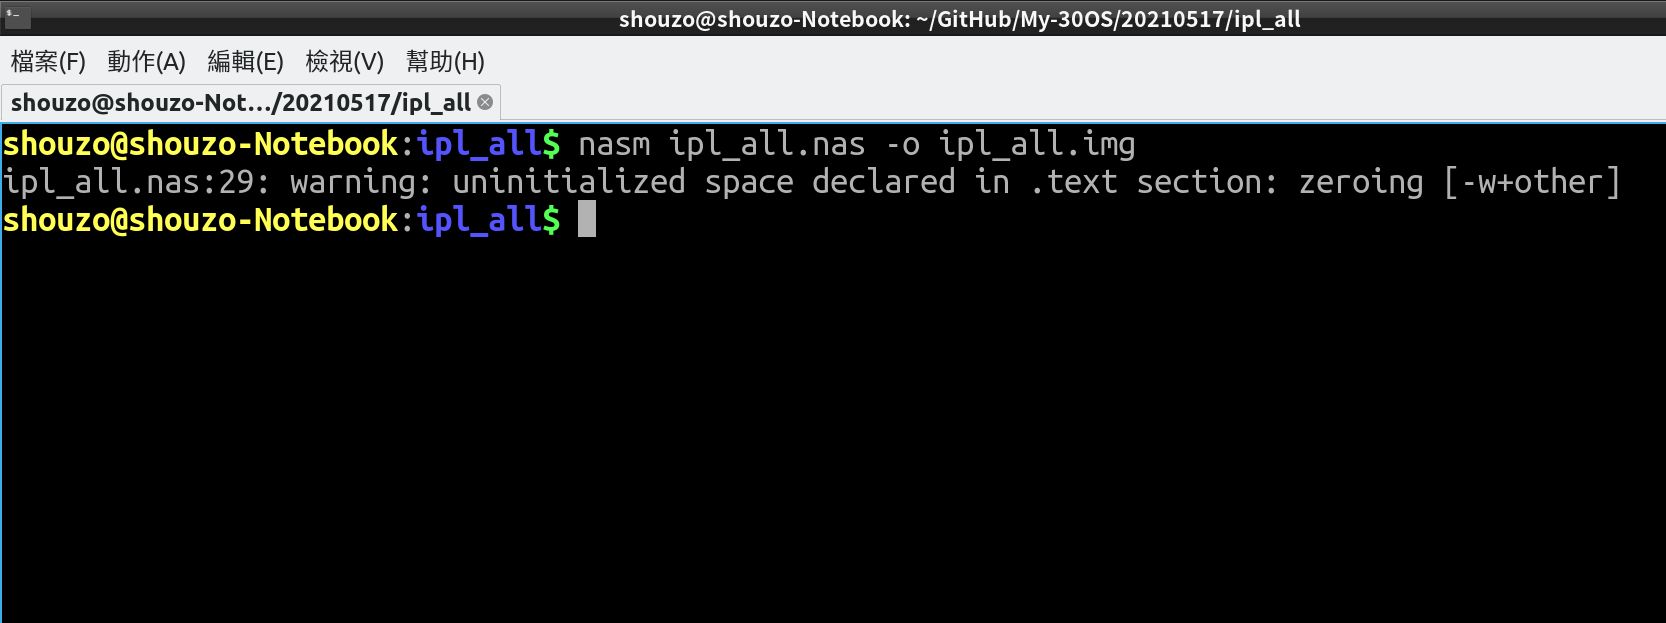 shouzo@shouzo-Notebook: ~/GitHub/My-30OS/20210517/ipl_all
檔案(F) 動作(A) 編輯(E) 檢視(V) 幫助(H)
shouzo@shouzo-Not…/20210517/ipl_all
shouzo@shouzo-Notebook:ipl_all$ nasm ipl_all.nas -o ipl_all.img
ipl_all.nas:29: warning: uninitialized space declared in .text section: zeroing [-w+other]
shouzo@shouzo-Notebook:ipl_all$